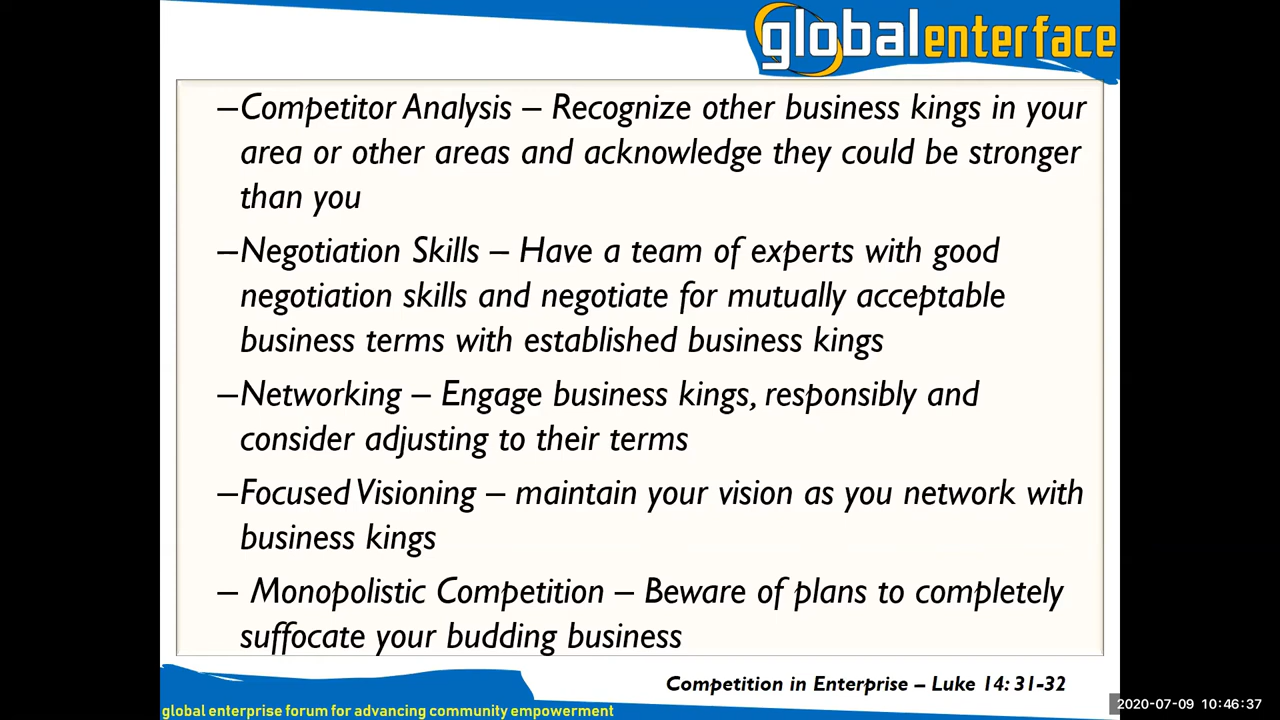 globalenterface
–Competitor Analysis – Recognize other business kings in your
area or other areas and acknowledge they could be stronger
than you
–Negotiation Skills – Have a team of experts with good
negotiation skills and negotiate for mutually acceptable
business terms with established business kings
–Networking – Engage business kings, responsibly and
consider adjusting to their terms
–Focused Visioning – maintain your vision as you network with
business kings
– Monopolistic Competition – Beware of plans to completely
suffocate your budding business
Competition in Enterprise – Luke 14: 31-32
global enterprise forum for advancing community empowerment
2020-07-09 10:46:37